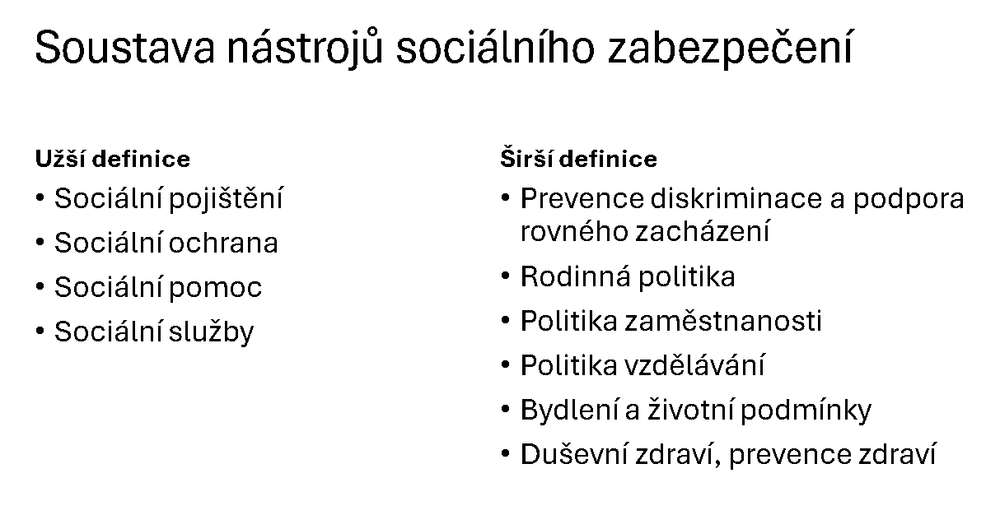 Soustava nástrojů sociálního zabezpečení
Užší definice
• Sociální pojištění
• Sociální ochrana
• Sociální pomoc
• Sociální služby
Širší definice
• Prevence diskriminace a podpora
rovného zacházení
• Rodinná politika
• Politika zaměstnanosti
• Politika vzdělávání
• Bydlení a životní podmínky
• Duševní zdraví, prevence zdraví